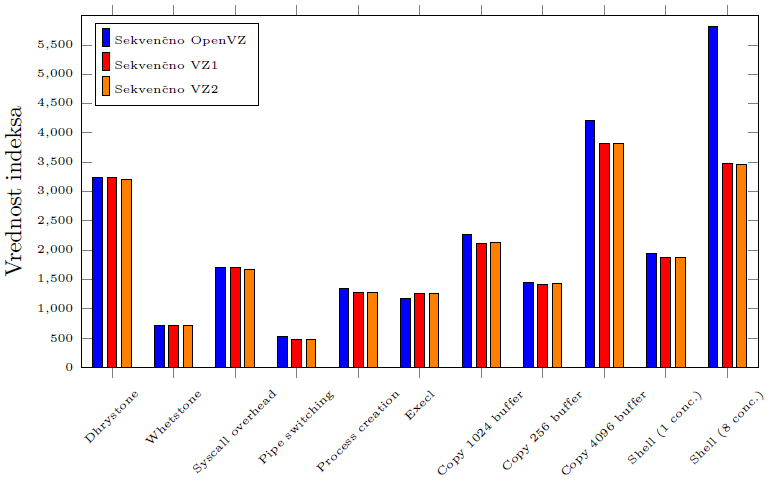 5,500
5,000
4,500
4,000
3,500
3,000
2,500
2,000
1,500
1,000
500
0
Vrednost indeksa
Sekvenčno OpenVZ
Sekvenčno VZ1
Sekvenčno VZ2
Dhrystone
Whetstone
Syscall overhead
Pipe switching
Process creation
Execl
Copy 1024 buffer
Copy 256 buffer
Copy 4096 buffer
Shell (1 conc.)
Shell (8 conc.)